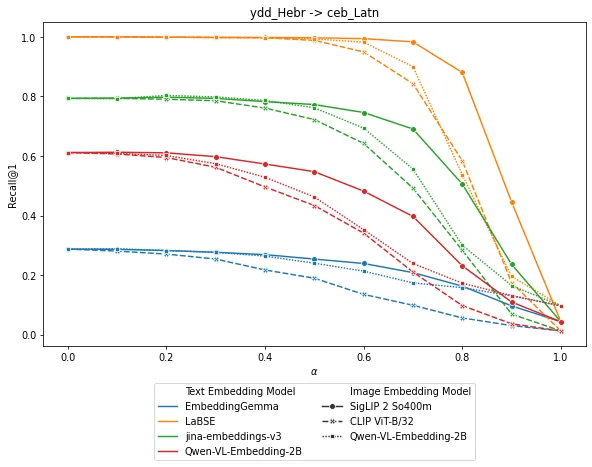 ydd_Hebr -> ceb_Latn
Recall@1
1.0
0.8
0.6
0.4
0.2
0.0
0.0 0.2 0.4 0.6 0.8 1.0
α
Text Embedding Model Image Embedding Model
EmbeddingGemma SigLIP 2 So400m
LaBSE CLIP ViT-B/32
jina-embeddings-v3 Qwen-VL-Embedding-2B
Qwen-VL-Embedding-2B